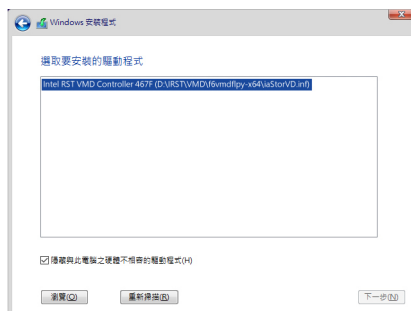 Windows 安裝程式
選取要安裝的驅動程式
Intel RST VMD Controller 467F (D:\IRST\VMD\f6vmdflpy-x64\iaStorVD.inf)
隱藏與此電腦之硬體不相容的驅動程式(H)
瀏覽(O) 重新掃描(R) 下一步(N)